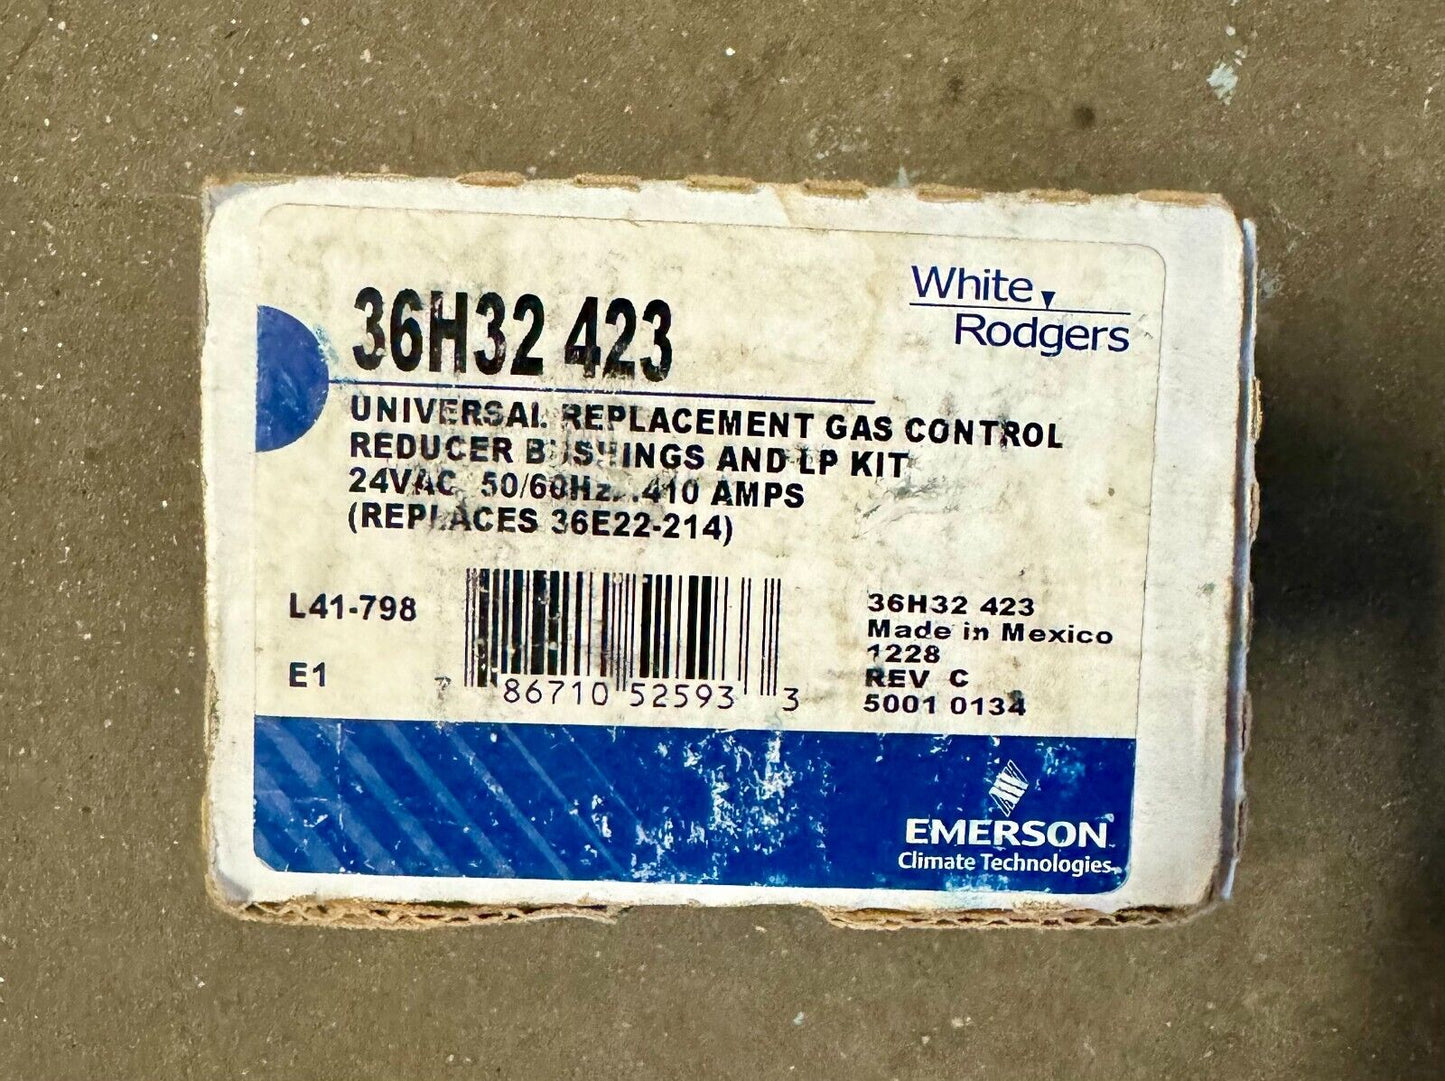 White
Rodgers
36H32 423
UNIVERSAL REPLACEMENT GAS CONTROL
REDUCER BUSHINGS AND LP KIT
24VAC, 50/60Hz, .410 AMPS
(REPLACES 36E22-214)
L41-798
E1
7 86710 52593 3
36H32 423
Made in Mexico
1228
REV C
5001 0134
EMERSON
Climate Technologies